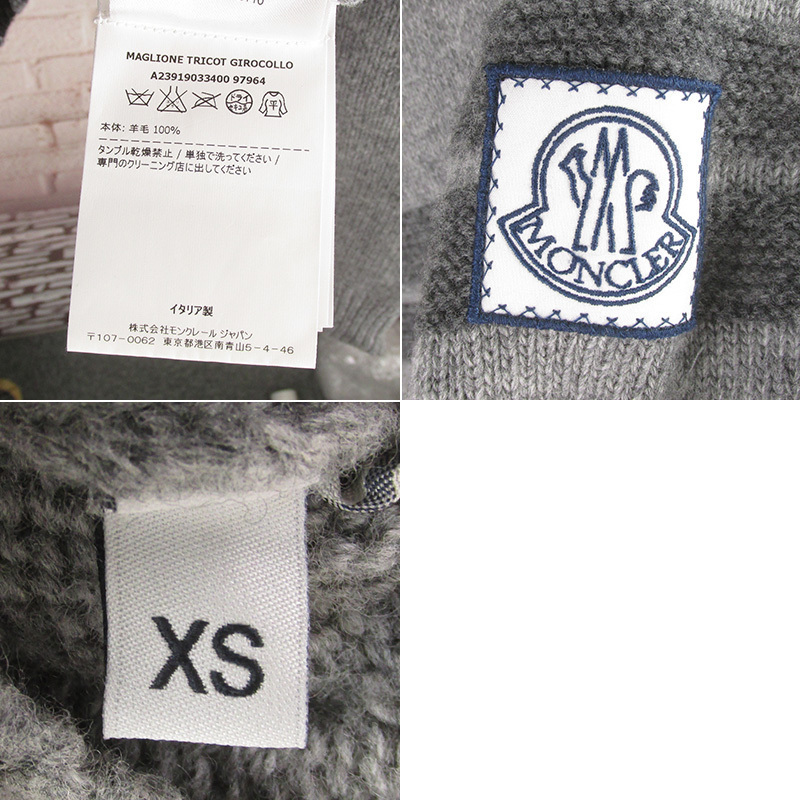 MAGLIONE TRICOT GIROCOLLO
A23919033400 97964
ドライ
本体: 羊毛 100%
タンブル乾燥禁止 / 単独で洗ってください /
専門のクリーニング店に出してください
イタリア製
株式会社モンクレール ジャパン
〒107-0062 東京都港区南青山5-4-46
M
MONCLER
XS